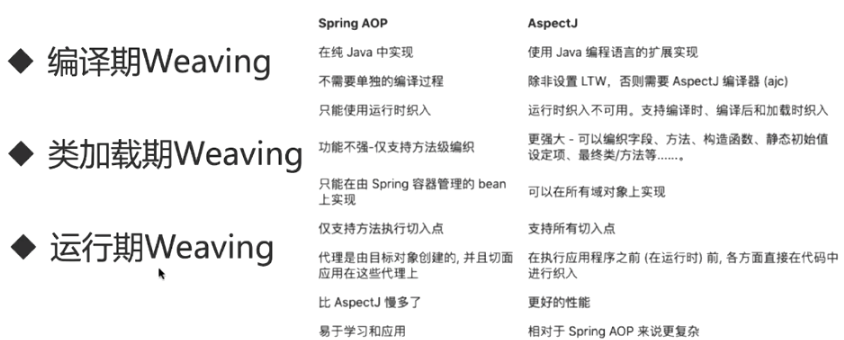 ◆ 编译期Weaving
◆ 类加载期Weaving
◆ 运行期Weaving
Spring AOP AspectJ
在纯 Java 中实现 使用 Java 编程语言的扩展实现
不需要单独的编译过程 除非设置 LTW，否则需要 AspectJ 编译器 (ajc)
只能使用运行时织入 运行时织入不可用。支持编译时、编译后和加载时织入
功能不强-仅支持方法级编织 更强大 - 可以编织字段、方法、构造函数、静态初始值
设定项、最终类/方法等......。
只能在由 Spring 容器管理的 bean
上实现 可以在所有域对象上实现
仅支持方法执行切入点 支持所有切入点
代理是由目标对象创建的, 并且切面 在执行应用程序之前 (在运行时) 前, 各方面直接在代码中
应用在这些代理上 进行织入
比 AspectJ 慢多了 更好的性能
易于学习和应用 相对于 Spring AOP 来说更复杂